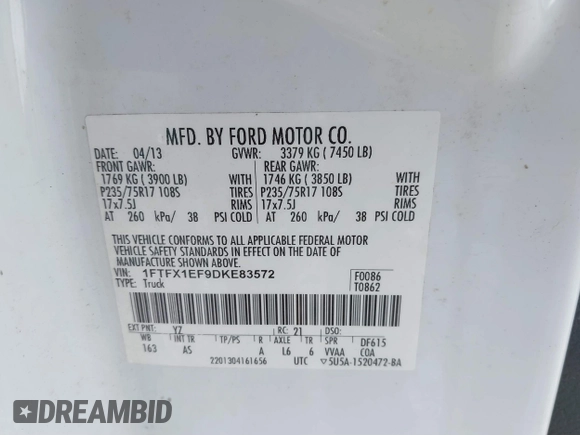 MFD. BY FORD MOTOR CO.
DATE: 04/13 GVWR: 3379 KG ( 7450 LB)
FRONT GAWR: REAR GAWR:
1769 KG ( 3900 LB) 1746 KG ( 3850 LB)
P235/75R17 108S TIRES P235/75R17 108S TIRES
17x7.5J RIMS 17x7.5J RIMS
AT 260 kPa/ 38 PSI COLD AT 260 kPa/ 38 PSI COLD
THIS VEHICLE CONFORMS TO ALL APPLICABLE FEDERAL MOTOR
VEHICLE SAFETY STANDARDS IN EFFECT ON THE DATE OF
MANUFACTURE SHOWN ABOVE.
VIN: 1FTFX1EF9DKE83572 F0086
TYPE: Truck T0862
EXT PNT: YZ RC: 21 DSO:
WB INT TR TP/PS R AXLE TR SPR DF615
163 AS A L6 6 VVAA COA
2201304161656 UTC ▽5U5A-1520472-BA
AUTOBIDMASTER